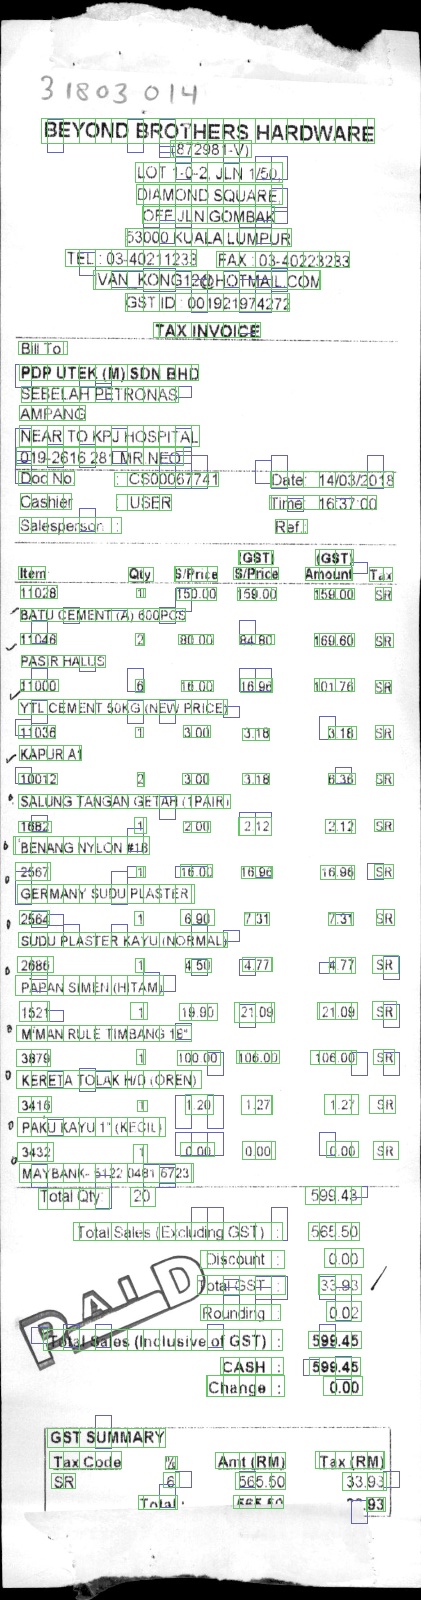 31803014
BEYOND BROTHERS HARDWARE
(872981-V)
LOT 1-0-2, JLN 1/50,
DIAMOND SQUARE,
OFF JLN GOMBAK
53000 KUALA LUMPUR
TEL : 03-40211233 FAX : 03-40223233
VAN_KONG12@HOTMAIL.COM
GST ID : 001921974272
TAX INVOICE
Bill To
PDP UTEK (M) SDN BHD
SEBELAH PETRONAS
AMPANG
NEAR TO KPJ HOSPITAL
019-2616 281 MR NEO
Doc No : CS00067741 Date: 14/03/2018
Cashier : USER Time: 16:37:00
Salesperson : Ref.:
(GST) (GST)
Item Qty S/Price S/Price Amount Tax
11028 1 150.00 159.00 159.00 SR
BATU CEMENT (A) 600PCS
11046 2 80.00 84.80 169.60 SR
PASIR HALUS
11000 6 16.00 16.96 101.76 SR
YTL CEMENT 50KG (NEW PRICE)
11036 1 3.00 3.18 3.18 SR
KAPUR A1
10012 2 3.00 3.18 6.36 SR
SALUNG TANGAN GETAH (1PAIR)
1682 1 2.00 2.12 2.12 SR
BENANG NYLON #18
2567 1 16.00 16.96 16.96 SR
GERMANY SUDU PLASTER
2564 1 6.90 7.31 7.31 SR
SUDU PLASTER KAYU (NORMAL)
2686 1 4.50 4.77 4.77 SR
PAPAN SIMEN (HITAM)
1521 1 19.90 21.09 21.09 SR
M'MAN RULE TIMBANG 16"
3879 1 100.00 106.00 106.00 SR
KERETA TOLAK H/D (OREN)
3416 1 1.20 1.27 1.27 SR
PAKU KAYU 1" (KECIL)
3432 1 0.00 0.00 0.00 SR
MAYBANK- 5122 0481 6723
Total Qty: 20 599.43
Total Sales (Excluding GST) : 565.50
Discount : 0.00
Total GST : 33.93
Rounding : 0.02
PAID
Total Sales (Inclusive of GST) : 599.45
CASH : 599.45
Change : 0.00
GST SUMMARY
Tax Code % Amt (RM) Tax (RM)
SR 6 565.50 33.93
Total : 565.50 33.93